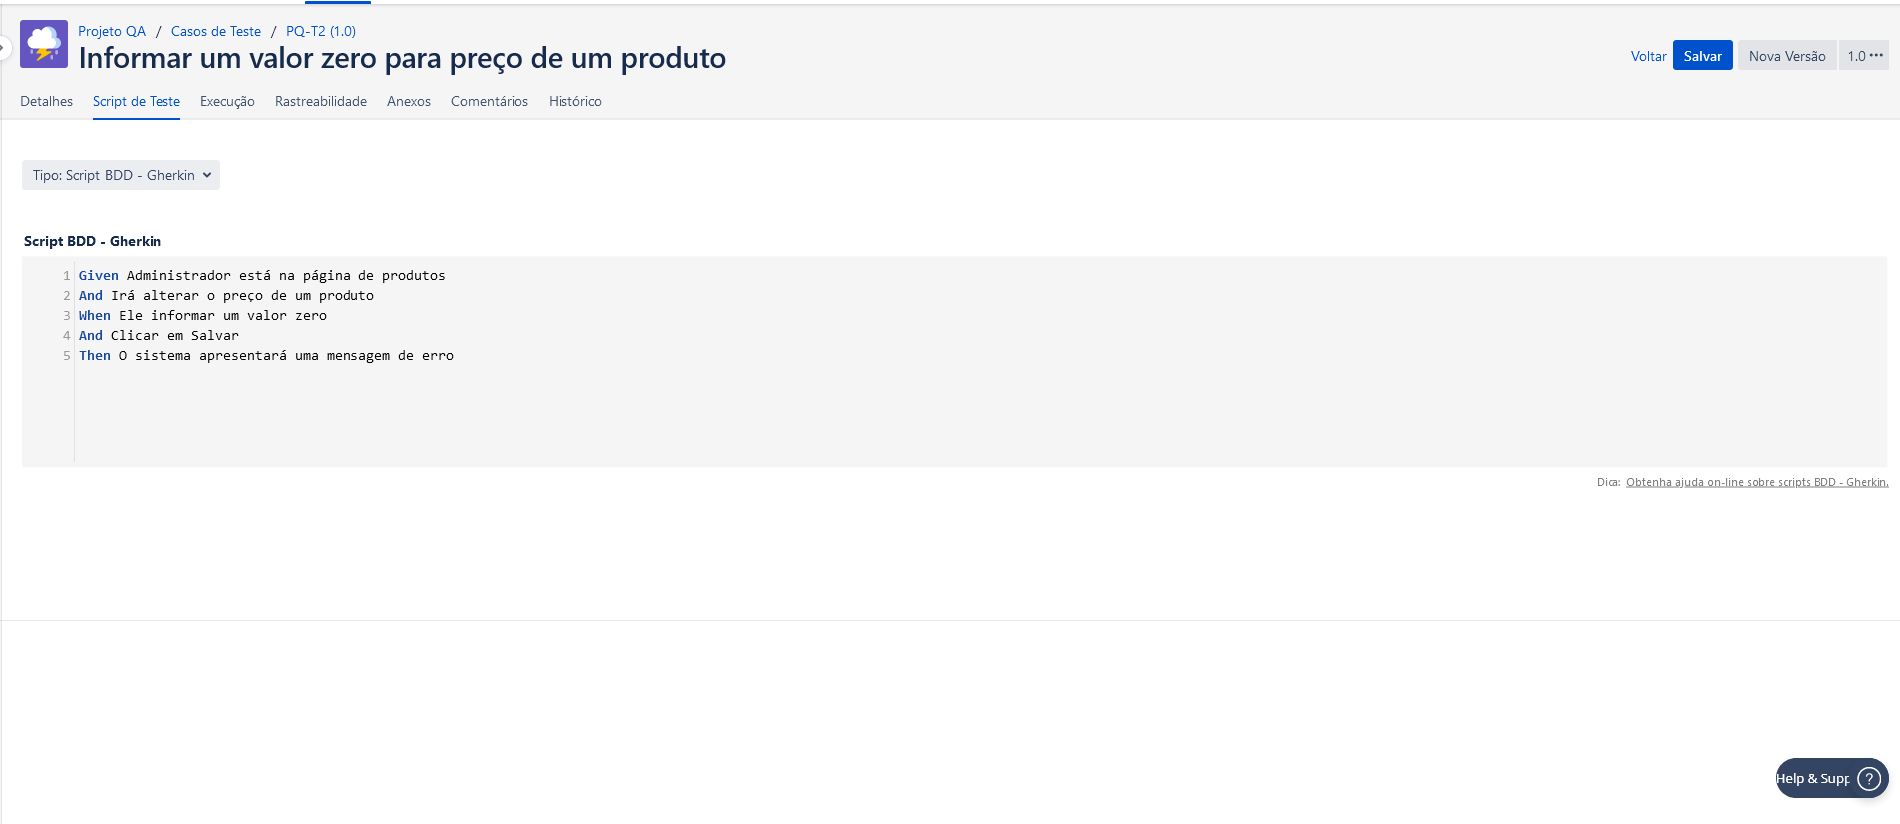 Projeto QA / Casos de Teste / PQ-T2 (1.0)
Informar um valor zero para preço de um produto
Voltar Salvar Nova Versão 1.0 ···
Detalhes Script de Teste Execução Rastreabilidade Anexos Comentários Histórico
Tipo: Script BDD - Gherkin
Script BDD - Gherkin
1 Given Administrador está na página de produtos
2 And Irá alterar o preço de um produto
3 When Ele informar um valor zero
4 And Clicar em Salvar
5 Then O sistema apresentará uma mensagem de erro
Dica: Obtenha ajuda on-line sobre scripts BDD - Gherkin.
Help & Supp ?